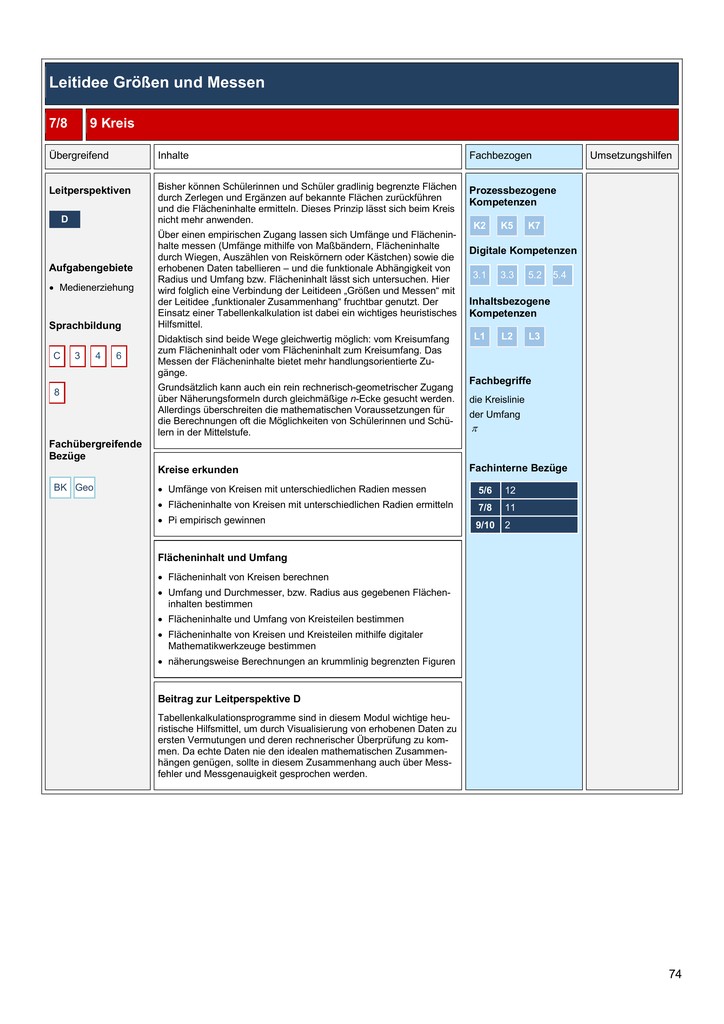 Leitidee Größen und Messen
7/8 9 Kreis
Übergreifend
Inhalte
Fachbezogen
Umsetzungshilfen
Leitperspektiven
D
Aufgabengebiete
• Medienerziehung
Sprachbildung
C 3 4 6
8
Fachübergreifende
Bezüge
BK Geo
Bisher können Schülerinnen und Schüler gradlinig begrenzte Flächen
durch Zerlegen und Ergänzen auf bekannte Flächen zurückführen
und die Flächeninhalte ermitteln. Dieses Prinzip lässt sich beim Kreis
nicht mehr anwenden.
Über einen empirischen Zugang lassen sich Umfänge und Flächenin-
halte messen (Umfänge mithilfe von Maßbändern, Flächeninhalte
durch Wiegen, Auszählen von Reiskörnern oder Kästchen) sowie die
erhobenen Daten tabellieren – und die funktionale Abhängigkeit von
Radius und Umfang bzw. Flächeninhalt lässt sich untersuchen. Hier
wird folglich eine Verbindung der Leitideen „Größen und Messen“ mit
der Leitidee „funktionaler Zusammenhang“ fruchtbar genutzt. Der
Einsatz einer Tabellenkalkulation ist dabei ein wichtiges heuristisches
Hilfsmittel.
Didaktisch sind beide Wege gleichwertig möglich: vom Kreisumfang
zum Flächeninhalt oder vom Flächeninhalt zum Kreisumfang. Das
Messen der Flächeninhalte bietet mehr handlungsorientierte Zu-
gänge.
Grundsätzlich kann auch ein rein rechnerisch-geometrischer Zugang
über Näherungsformeln durch gleichmäßige n-Ecke gesucht werden.
Allerdings überschreiten die mathematischen Voraussetzungen für
die Berechnungen oft die Möglichkeiten von Schülerinnen und Schü-
lern in der Mittelstufe.
Kreise erkunden
• Umfänge von Kreisen mit unterschiedlichen Radien messen
• Flächeninhalte von Kreisen mit unterschiedlichen Radien ermitteln
• Pi empirisch gewinnen
Flächeninhalt und Umfang
• Flächeninhalt von Kreisen berechnen
• Umfang und Durchmesser, bzw. Radius aus gegebenen Flächen-
inhalten bestimmen
• Flächeninhalte und Umfang von Kreisteilen bestimmen
• Flächeninhalte von Kreisen und Kreisteilen mithilfe digitaler
Mathematikwerkzeuge bestimmen
• näherungsweise Berechnungen an krummlinig begrenzten Figuren
Beitrag zur Leitperspektive D
Tabellenkalkulationsprogramme sind in diesem Modul wichtige heu-
ristische Hilfsmittel, um durch Visualisierung von erhobenen Daten zu
ersten Vermutungen und deren rechnerischer Überprüfung zu kom-
men. Da echte Daten nie den idealen mathematischen Zusammen-
hängen genügen, sollte in diesem Zusammenhang auch über Mess-
fehler und Messgenauigkeit gesprochen werden.
Prozessbezogene
Kompetenzen
K2 K5 K7
Digitale Kompetenzen
3.1 3.3 5.2 5.4
Inhaltsbezogene
Kompetenzen
L1 L2 L3
Fachbegriffe
die Kreislinie
der Umfang
π
Fachinterne Bezüge
5/6 12
7/8 11
9/10 2
74